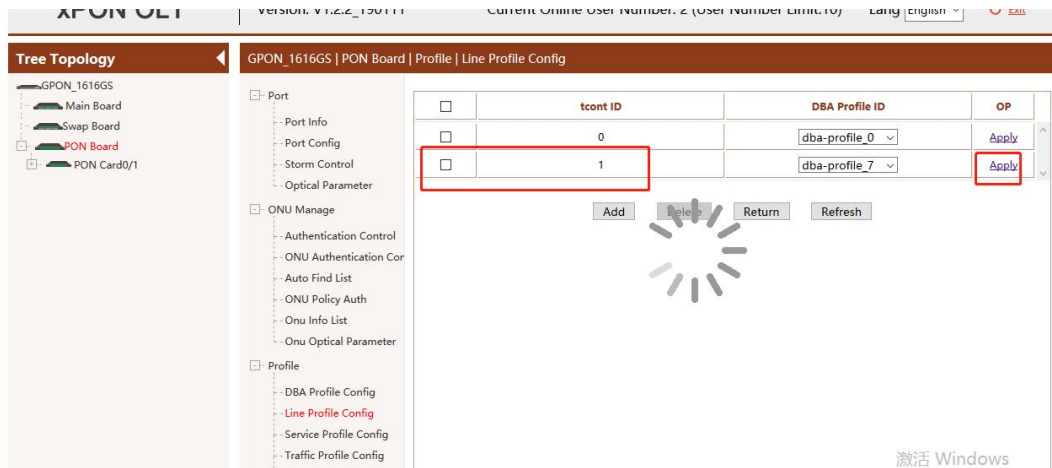 xPON OLT
Version: V1.2.2_190111
Current Online User Number: 2 (User Number Limit:10)
Lang English
Exit
Tree Topology
GPON_1616GS | PON Board | Profile | Line Profile Config
GPON_1616GS
Main Board
Swap Board
PON Board
PON Card0/1
Port
Port Info
Port Config
Storm Control
Optical Parameter
ONU Manage
Authentication Control
ONU Authentication Cor
Auto Find List
ONU Policy Auth
Onu Info List
Onu Optical Parameter
Profile
DBA Profile Config
Line Profile Config
Service Profile Config
Traffic Profile Config
tcont ID DBA Profile ID OP
0 dba-profile_0 Apply
1 dba-profile_7 Apply
Add Delete Return Refresh
激活 Windows